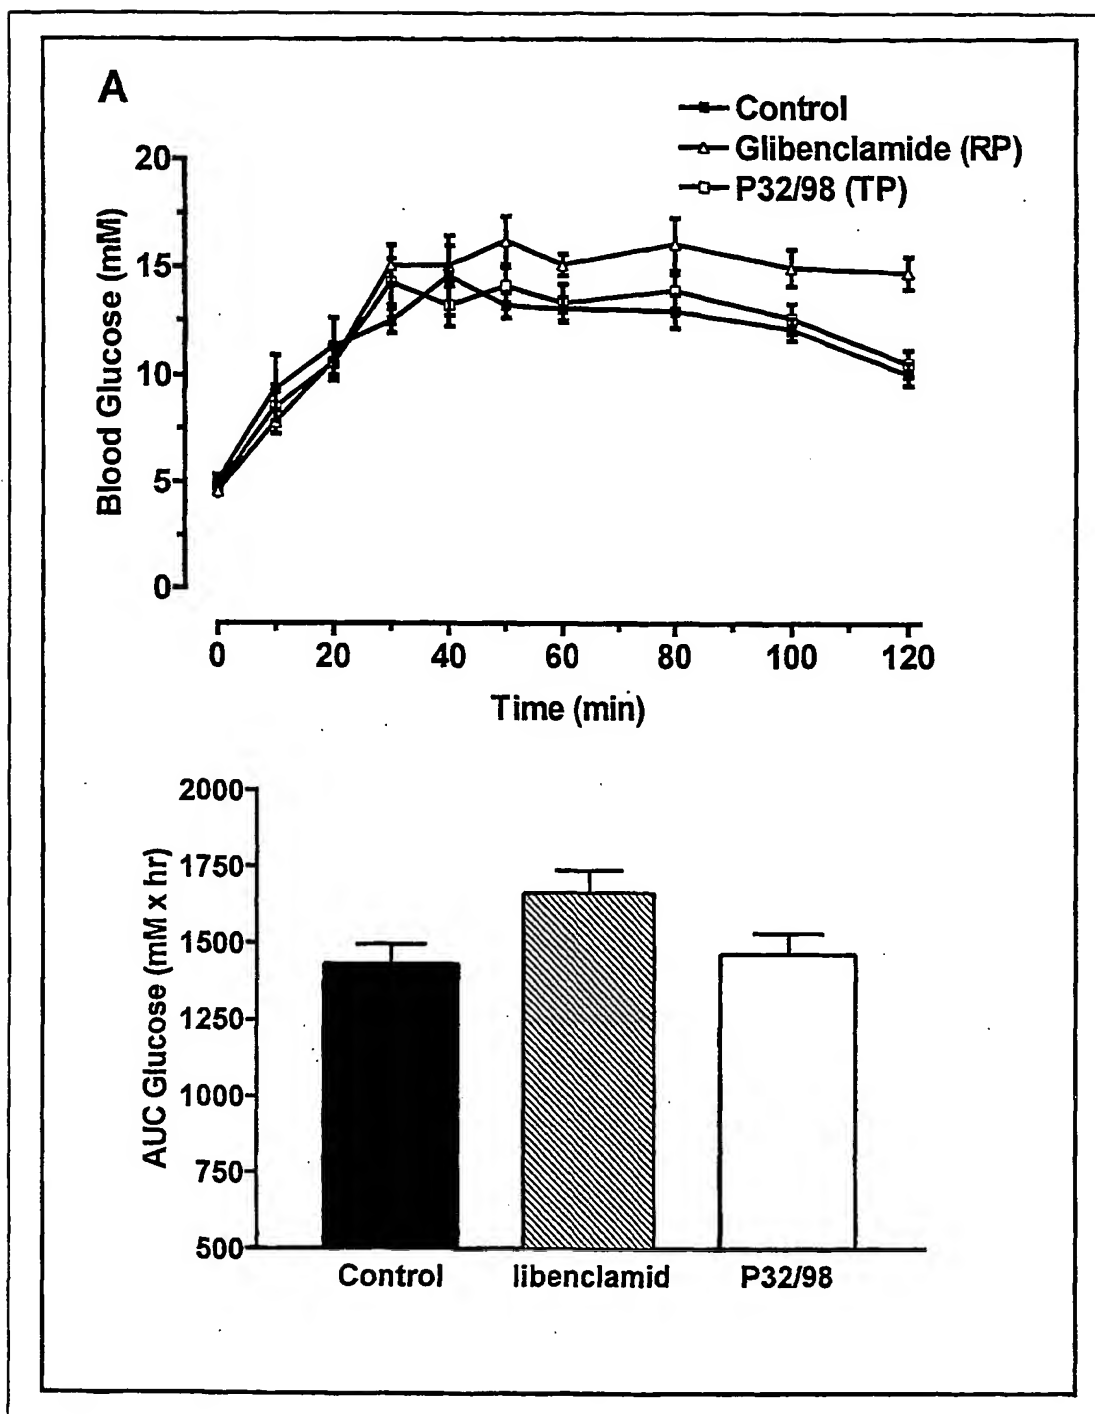 A
Control
Glibenclamide (RP)
P32/98 (TP)
20
15
10
5
0
Blood Glucose (mM)
0 20 40 60 80 100 120
Time (min)
2000
1750
1500
1250
1000
750
500
AUC Glucose (mM x hr)
Control libenclamid P32/98